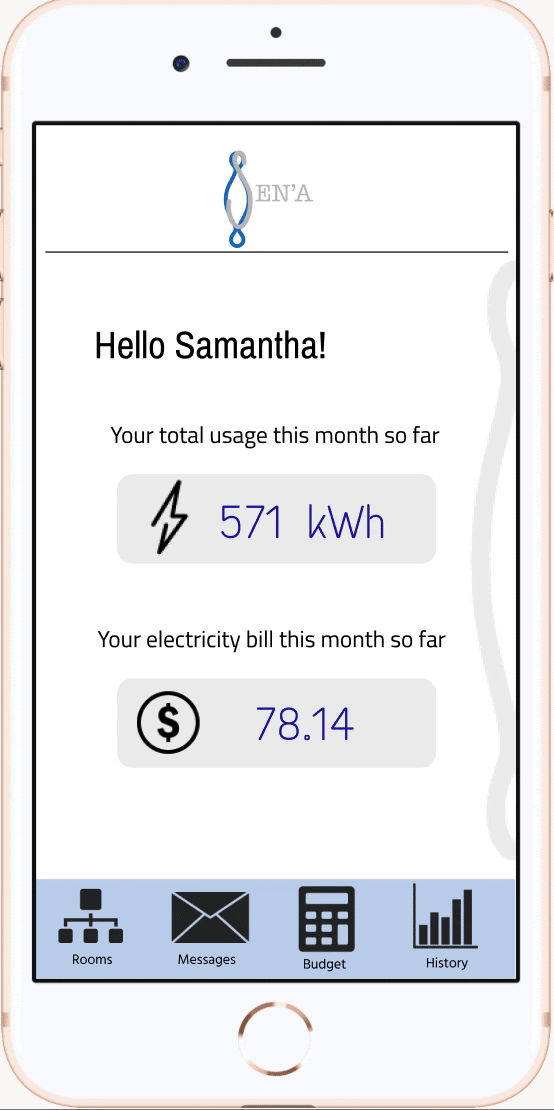 SEN'A
Hello Samantha!
Your total usage this month so far
571 kWh
Your electricity bill this month so far
$ 78.14
Rooms
Messages
Budget
History